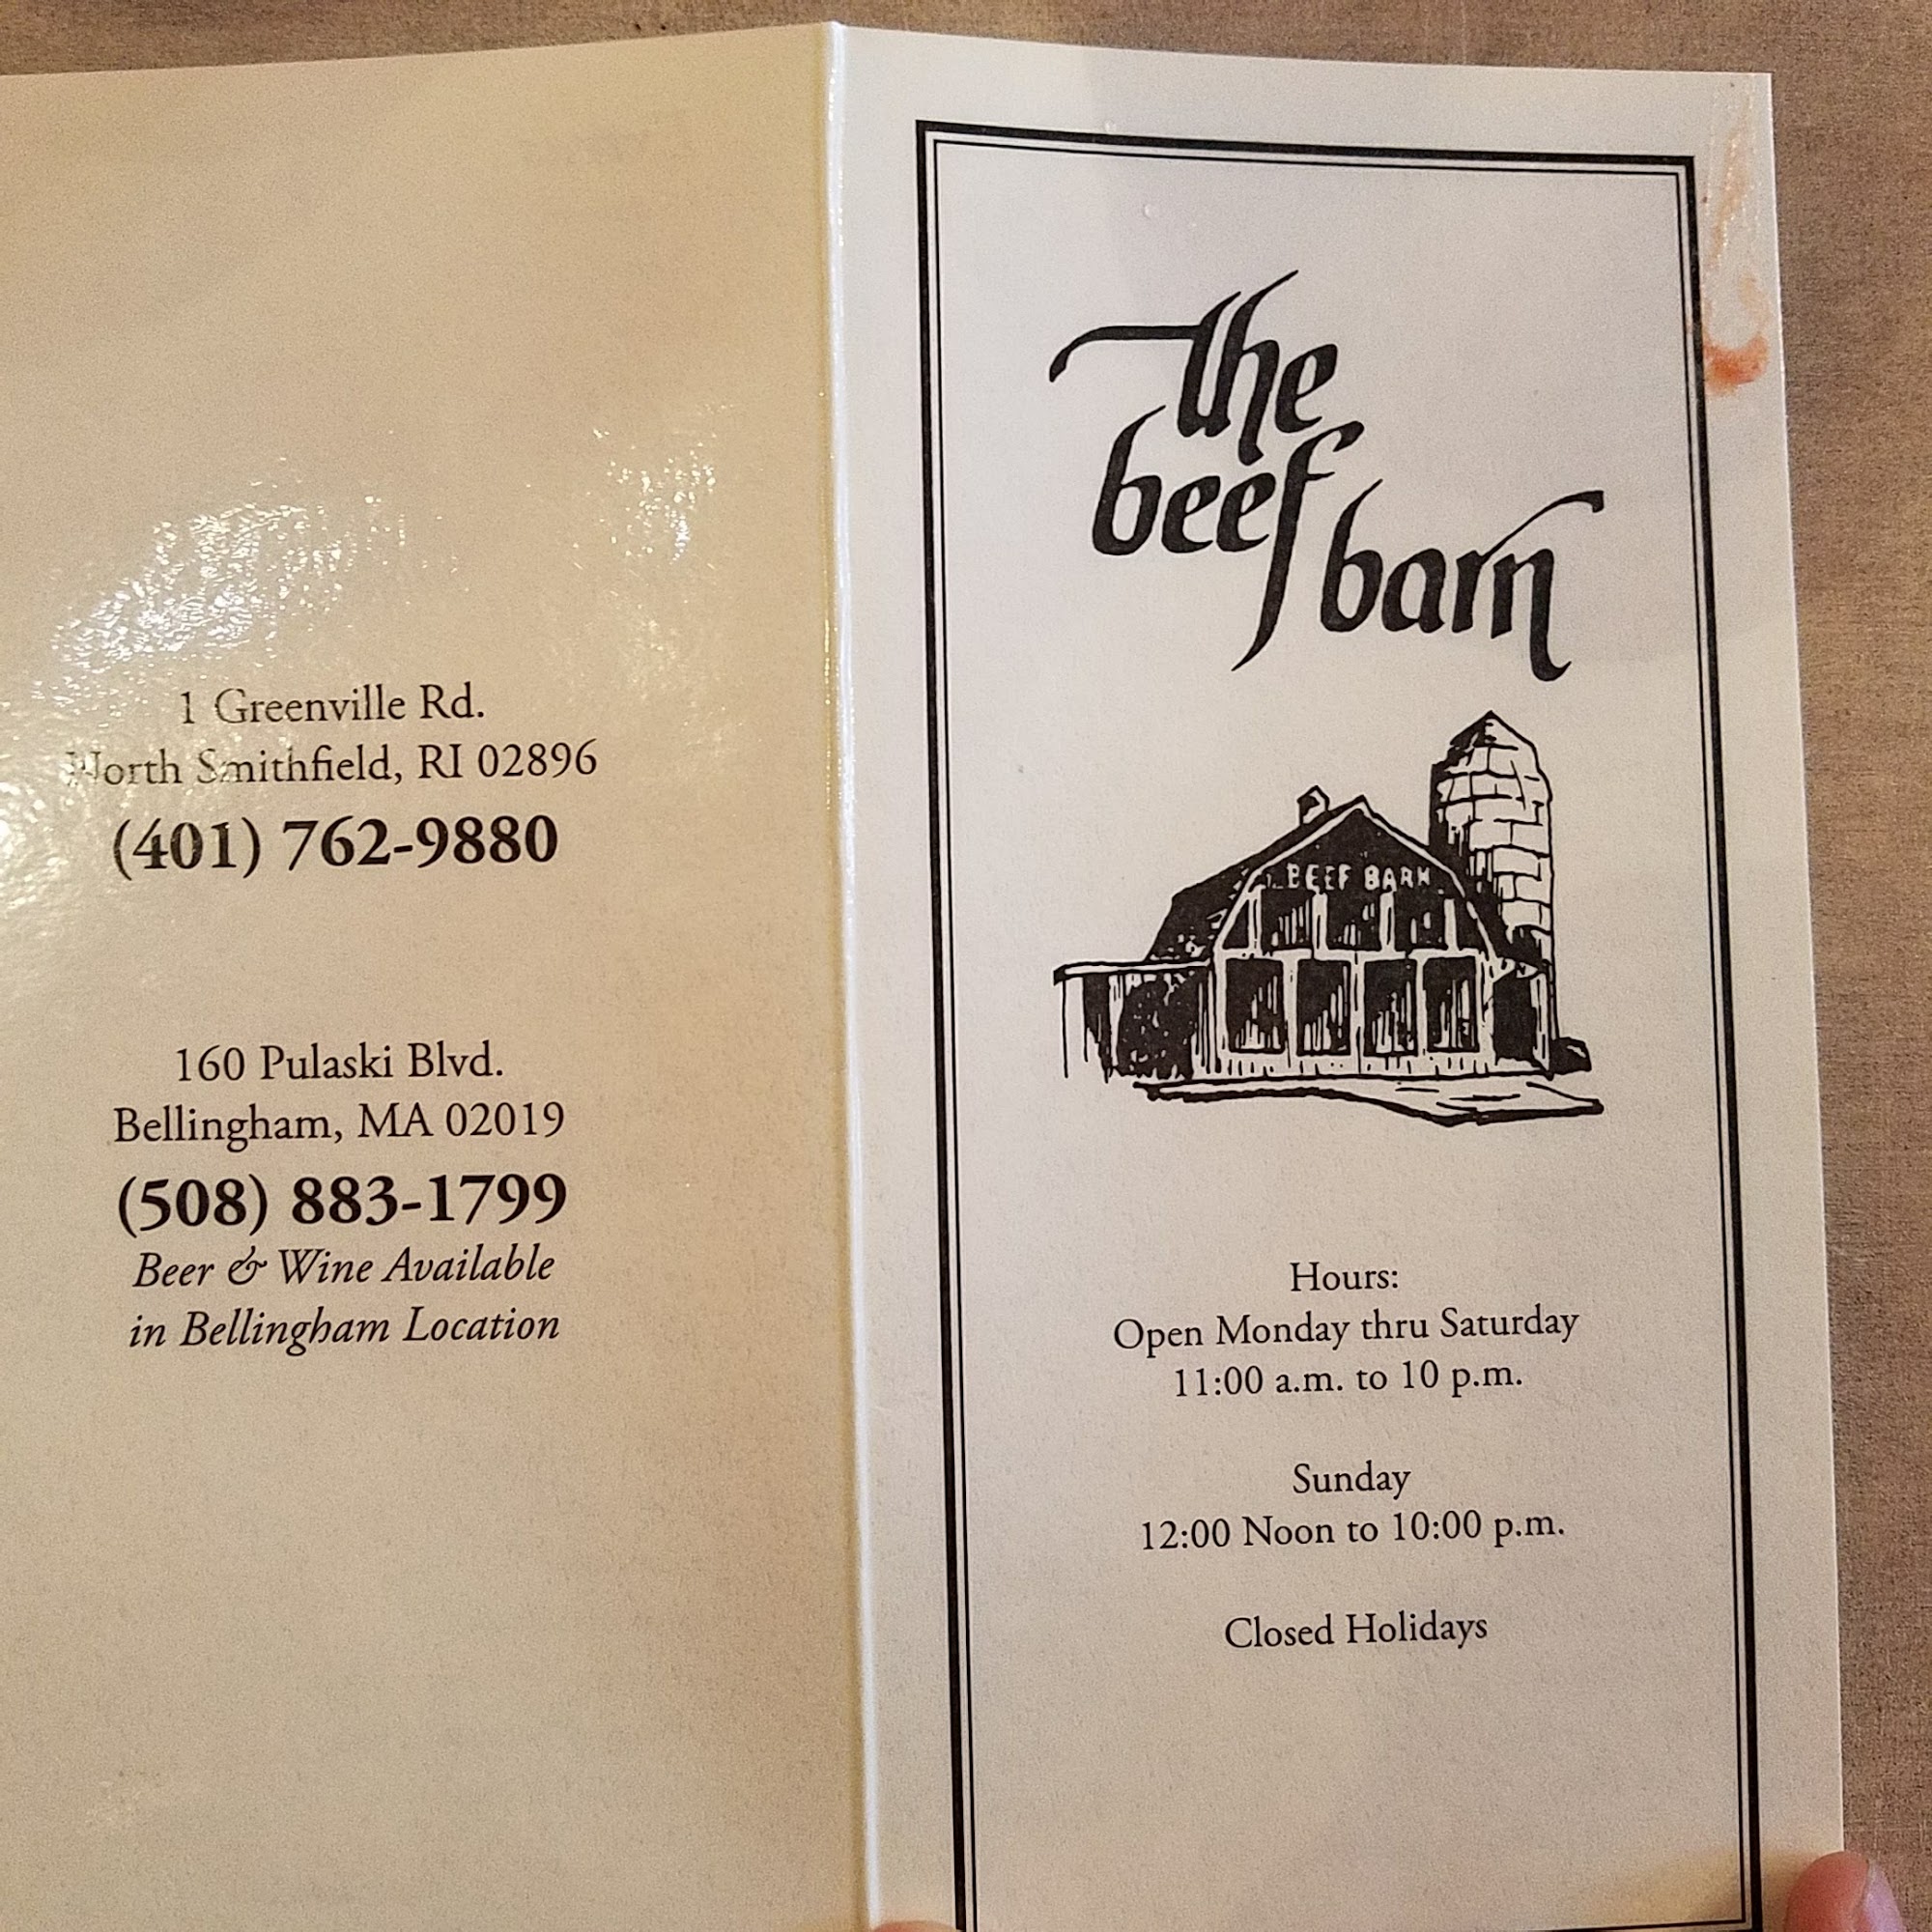 1 Greenville Rd.
North Smithfield, RI 02896
(401) 762-9880
160 Pulaski Blvd.
Bellingham, MA 02019
(508) 883-1799
Beer & Wine Available
in Bellingham Location
the
beef
barn
BEEF BARN
Hours:
Open Monday thru Saturday
11:00 a.m. to 10 p.m.
Sunday
12:00 Noon to 10:00 p.m.
Closed Holidays